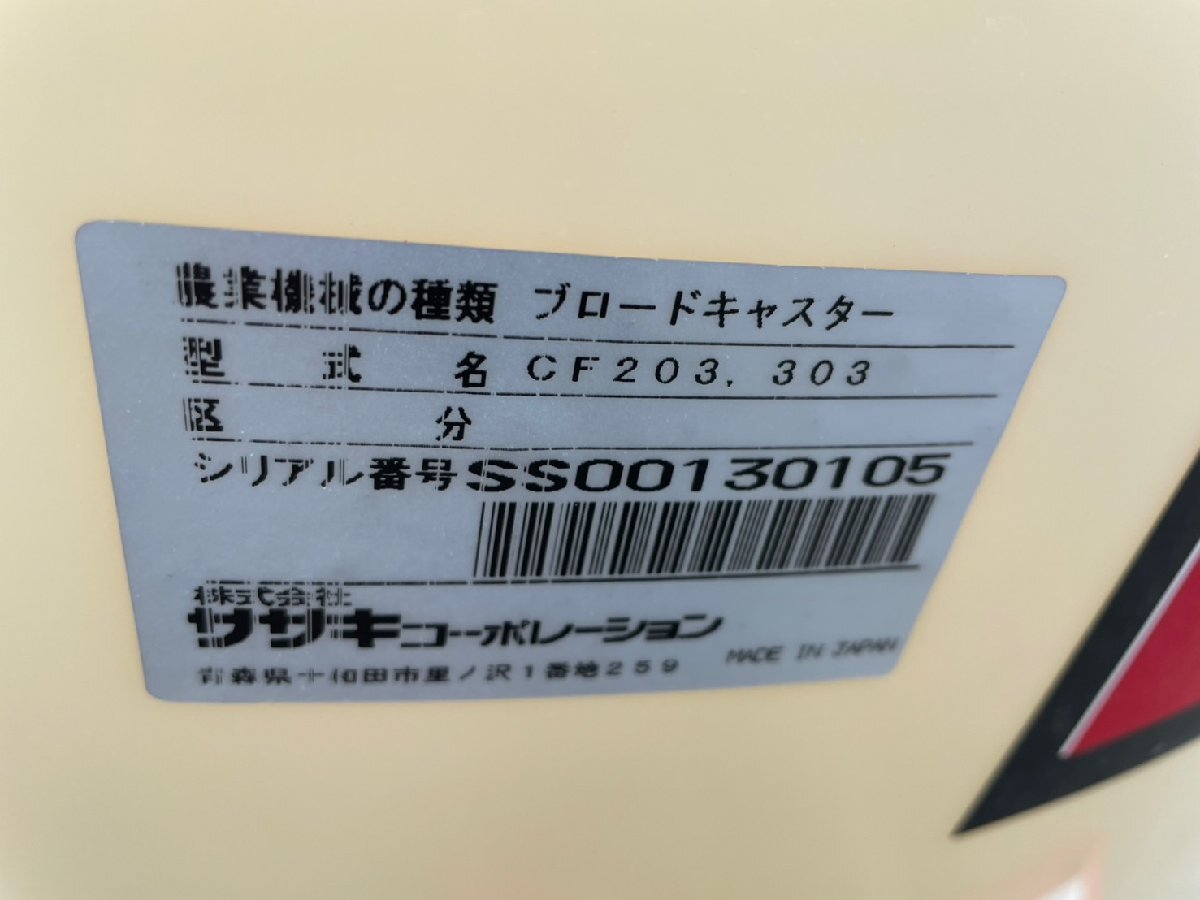 農業機械の種類 ブロードキャスター
型式名 CF203, 303
区分
シリアル番号 SS00130105
株式会社
ササキコーポレーション
青森県十和田市里ノ沢1番地259
MADE IN JAPAN